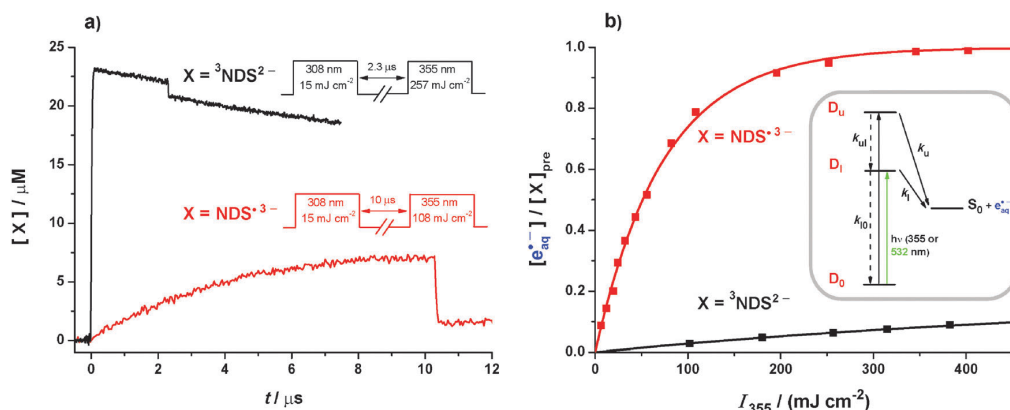 a)
X = ³NDS²⁻
308 nm
15 mJ cm⁻²
2.3 μs
355 nm
257 mJ cm⁻²
X = NDS•³⁻
308 nm
15 mJ cm⁻²
10 μs
355 nm
108 mJ cm⁻²
[X] / μM
25
20
15
10
5
0
0 2 4 6 8 10 12
t / μs
b)
[e•⁻aq] / [X]pre
1.0
0.8
0.6
0.4
0.2
0.0
X = NDS•³⁻
X = ³NDS²⁻
Du
kul
ku
Dl
kl
S0 + e•⁻aq
kl0
hν (355 or
532 nm)
D0
0 100 200 300 400
I355 / (mJ cm⁻²)